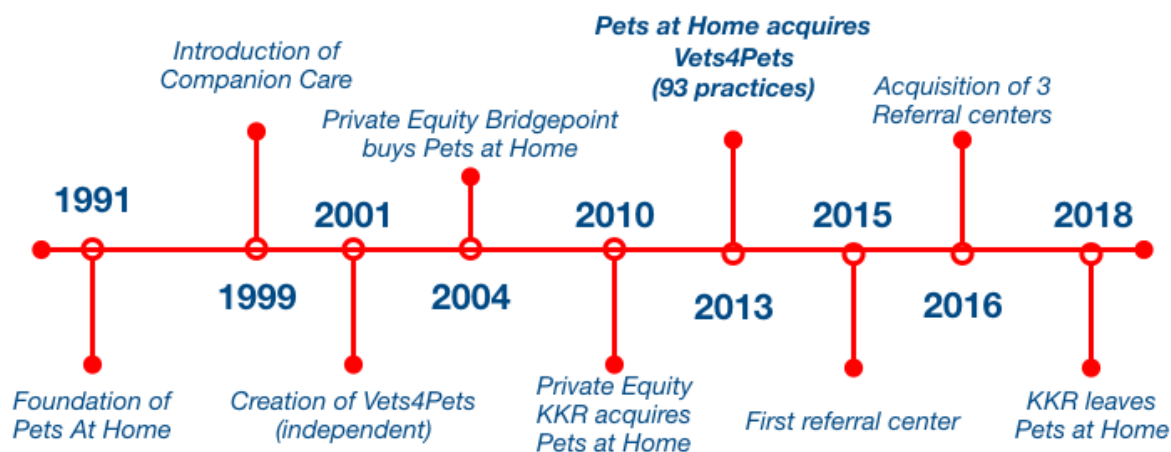 Introduction of
Companion Care
Private Equity Bridgepoint
buys Pets at Home
Pets at Home acquires
Vets4Pets
(93 practices)
Acquisition of 3
Referral centers
1991
2001
2010
2015
2018
1999
2004
2013
2016
Foundation of
Pets At Home
Creation of Vets4Pets
(independent)
Private Equity
KKR acquires
Pets at Home
First referral center
KKR leaves
Pets at Home